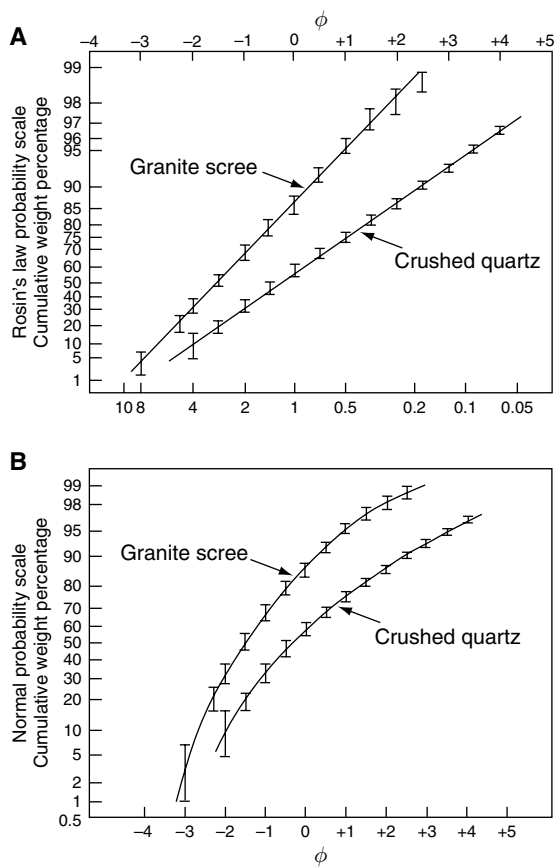 A
ϕ
−4 −3 −2 −1 0 +1 +2 +3 +4 +5
Rosin's law probability scale
Cumulative weight percentage
99
98
97
96
95
90
85
80
75
70
60
50
40
30
20
10
5
1
Granite scree
Crushed quartz
10 8 4 2 1 0.5 0.2 0.1 0.05
B
Normal probability scale
Cumulative weight percentage
99
98
95
90
80
70
60
50
40
30
20
10
5
2
1
0.5
Granite scree
Crushed quartz
−4 −3 −2 −1 0 +1 +2 +3 +4 +5
ϕ